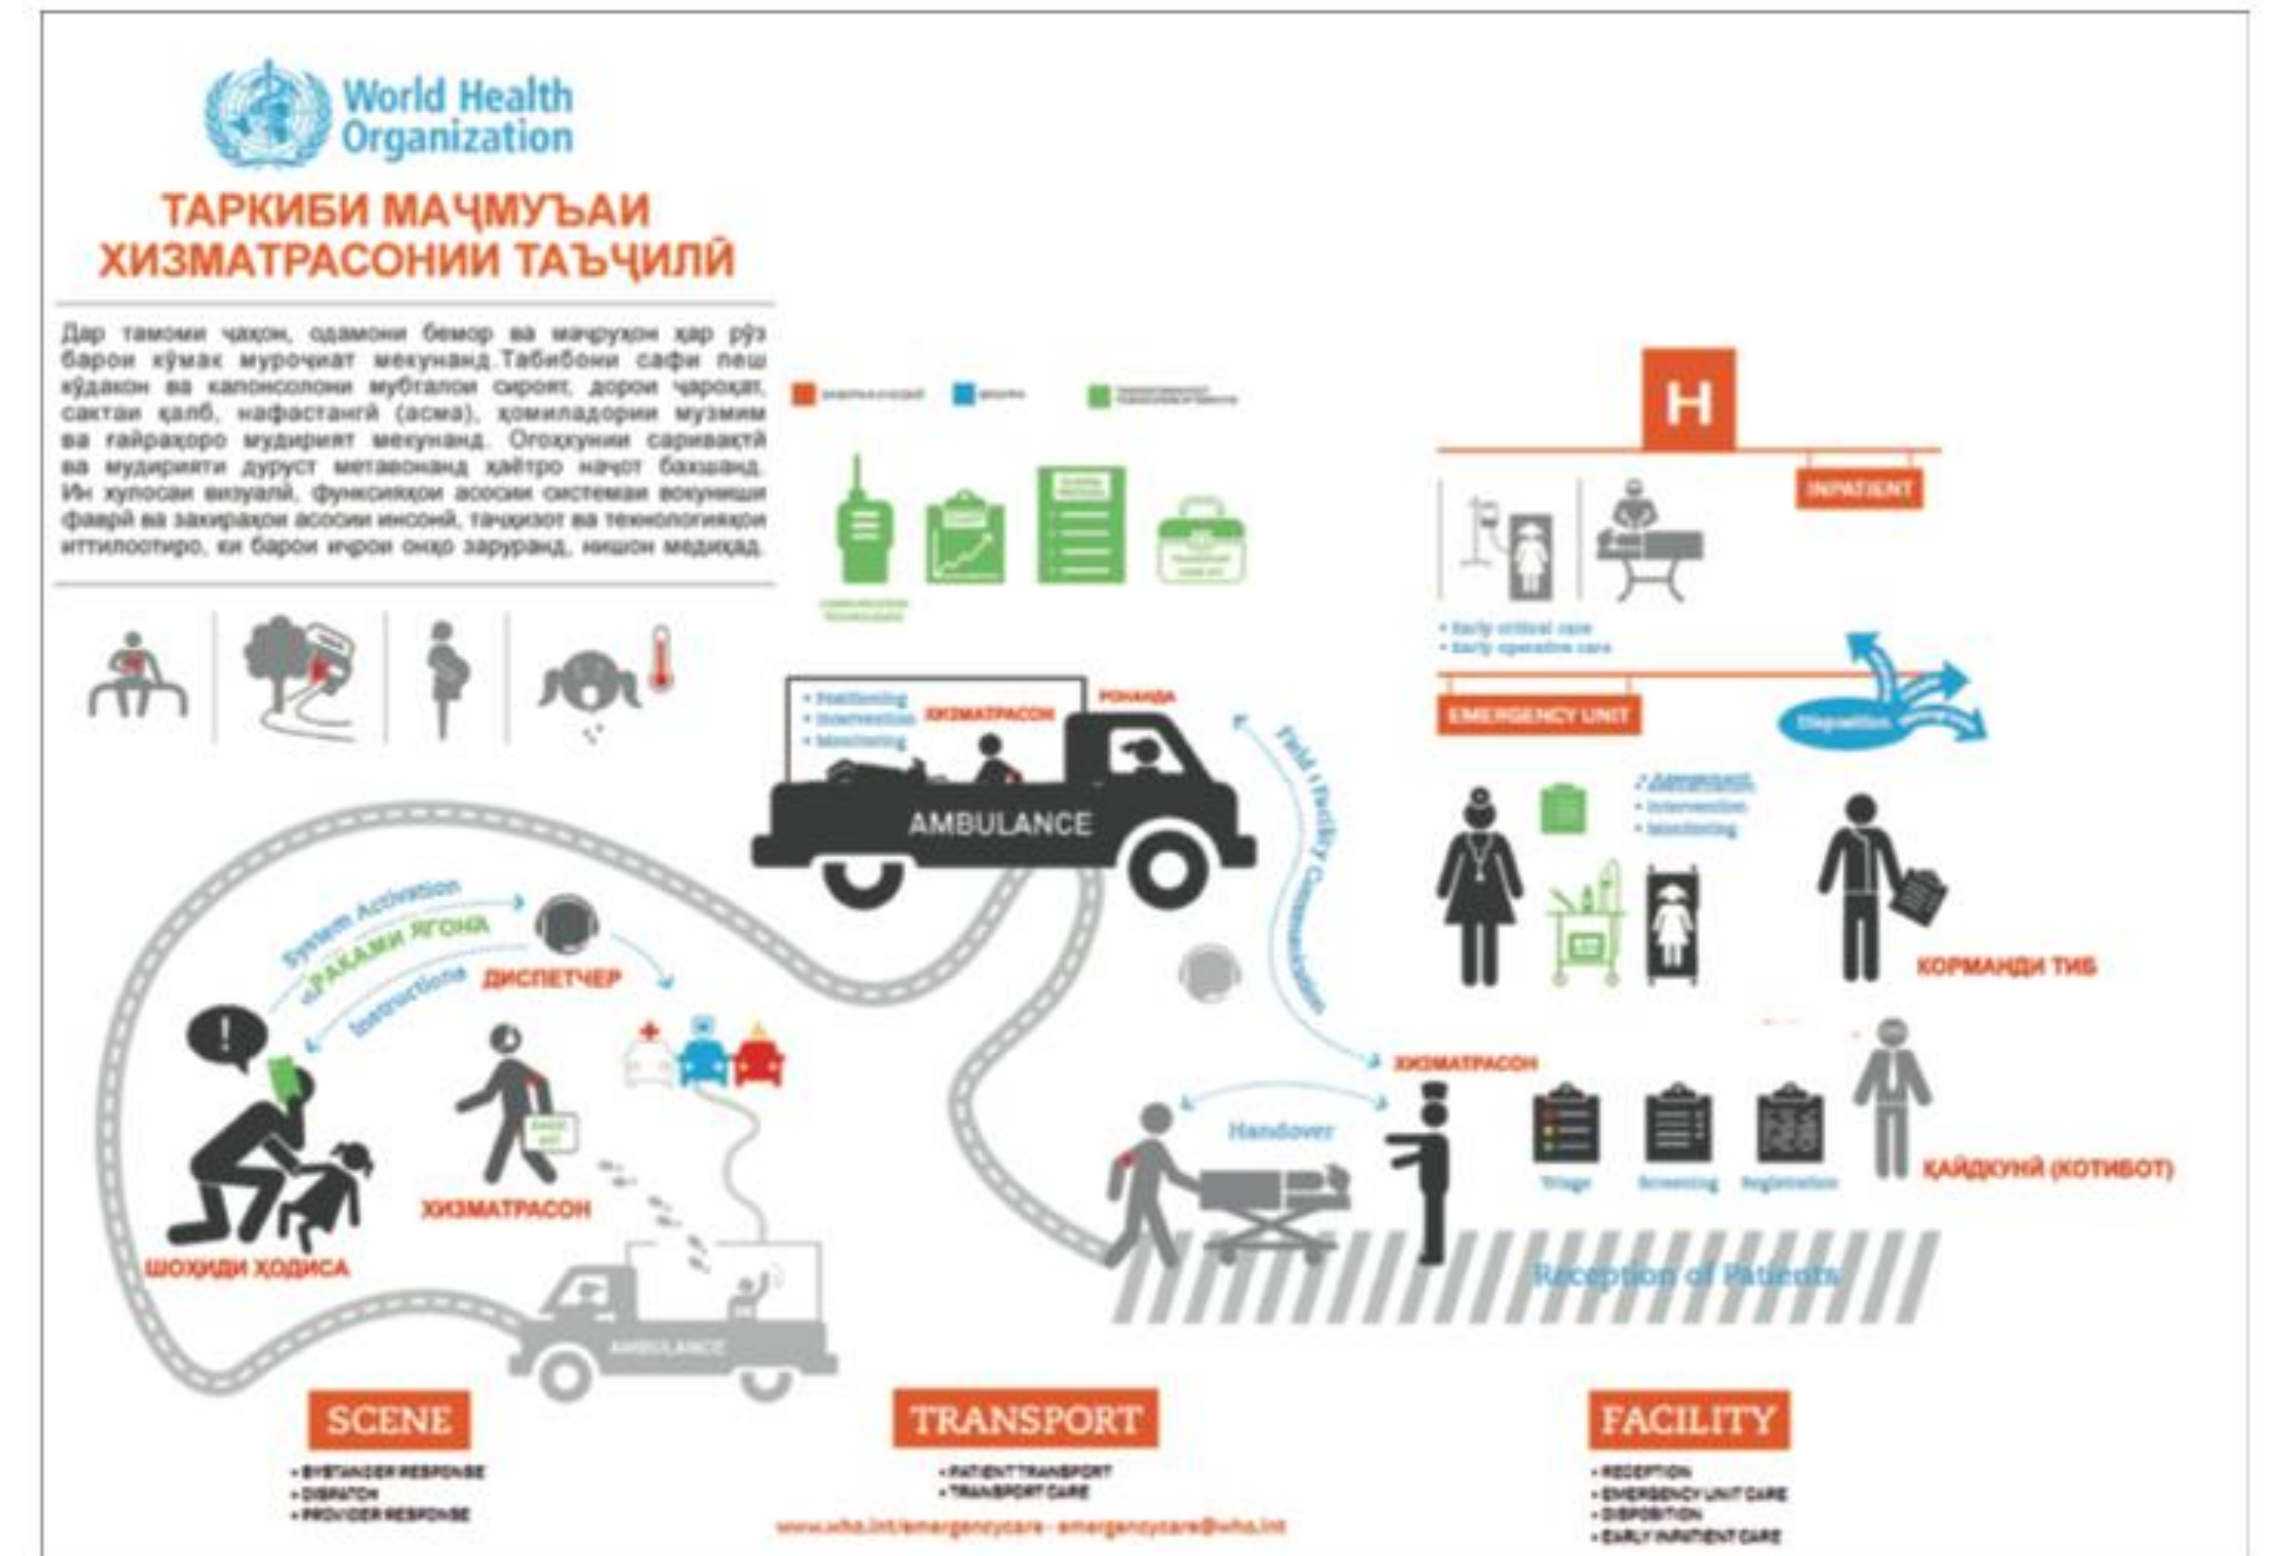 World Health
Organization
ТАРКИБИ МАҶМУЪАИ
ХИЗМАТРАСОНИИ ТАЪҶИЛӢ
Дар тамоми ҷаҳон, одамони бемор ва маҷруҳон ҳар рӯз
барои кӯмак муроҷиат мекунанд.Табибони сафи пеш
кӯдакон ва калонсолони мубталои сироят, дорои ҷароҳат,
сактаи қалб, нафастангӣ (асма), ҳомиладории музмим
ва ғайраҳоро мудирият мекунанд. Огоҳкунии саривақтӣ
ва мудирияти дуруст метавонанд ҳаётро наҷот бахшанд.
Ин хулосаи визуалӣ, функсияҳои асосии системаи вокуниши
фаврӣ ва захираҳои асосии инсонӣ, таҷҳизот ва технологияҳои
иттилоотиро, ки барои иҷрои онҳо заруранд, нишон медиҳад.
H
INPATIENT
• Early critical care
• Early operative care
EMERGENCY UNIT
Disposition
• Positioning
• Intervention
• Monitoring
ХИЗМАТРАСОН
РОНАНДА
AMBULANCE
Field / Facility Communication
• Assessment
• Intervention
• Monitoring
КОРМАНДИ ТИБ
System Activation
РАҚАМИ ЯГОНА
Instructions
ДИСПЕТЧЕР
!
ХИЗМАТРАСОН
ШОҲИДИ ҲОДИСА
AMBULANCE
ХИЗМАТРАСОН
Handover
Triage
Screening
Registration
ҚАЙДКУНӢ (КОТИБОТ)
Reception of Patients
SCENE
• BYSTANDER RESPONSE
• DISPATCH
• PROVIDER RESPONSE
TRANSPORT
• PATIENT TRANSPORT
• TRANSPORT CARE
FACILITY
• RECEPTION
• EMERGENCY UNIT CARE
• DISPOSITION
• EARLY INPATIENT CARE
www.who.int/emergencycare - emergencycare@who.int